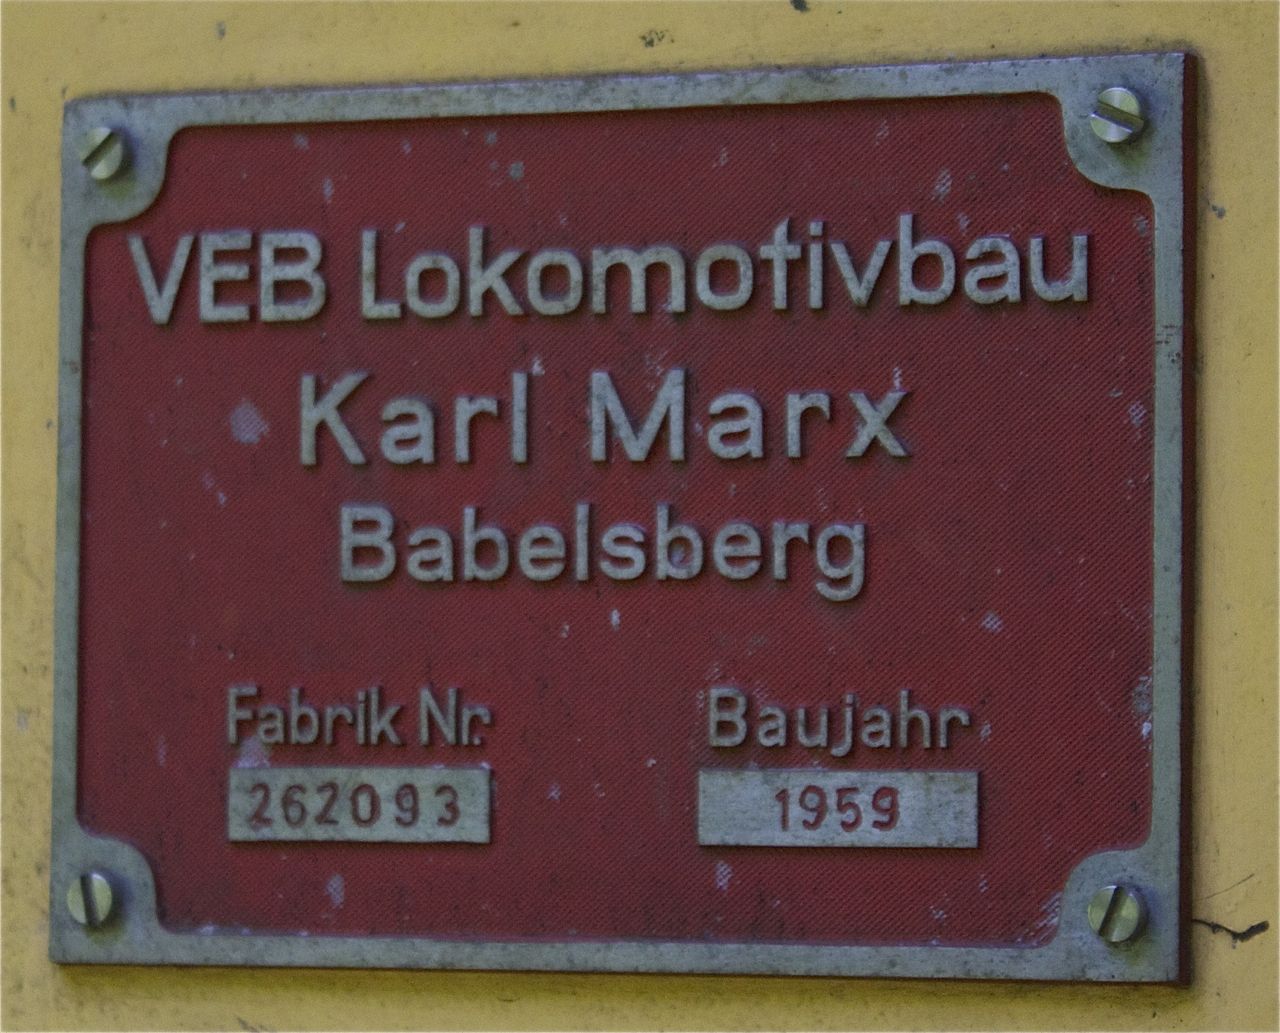 VEB Lokomotivbau
Karl Marx
Babelsberg
Fabrik Nr. Baujahr
262093 1959